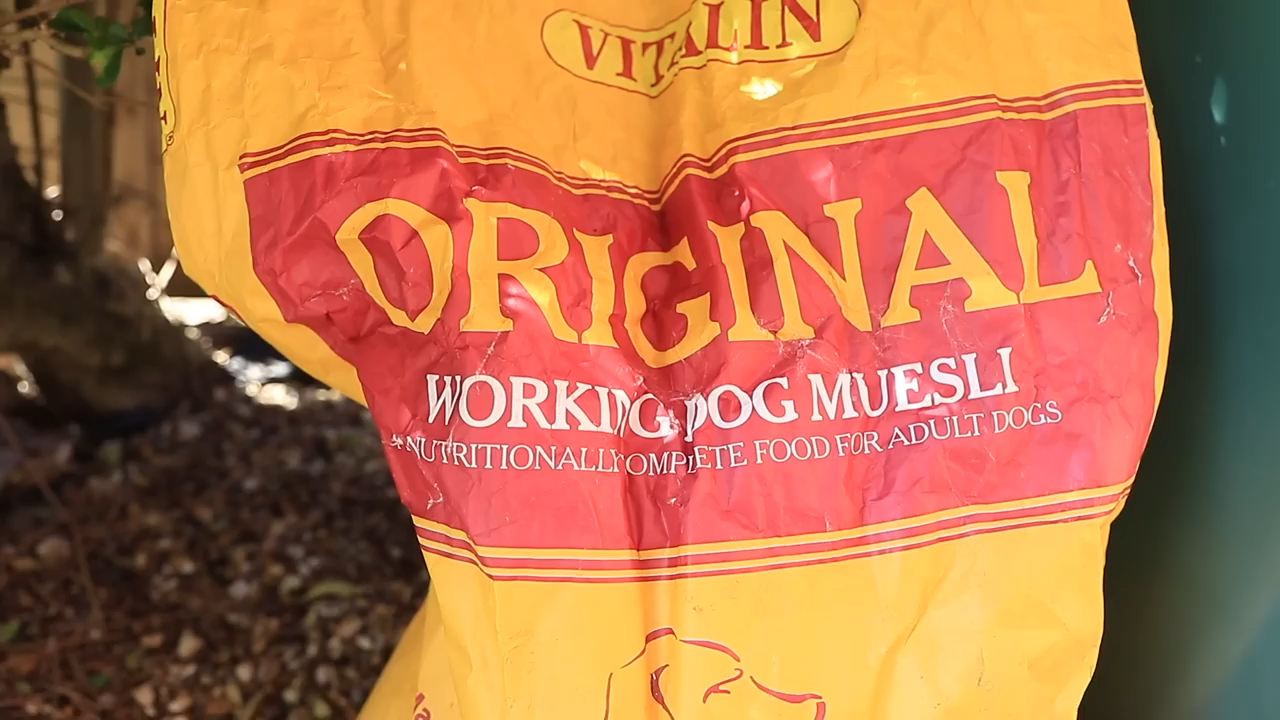 VITALIN
ORIGINAL
WORKING DOG MUESLI
A NUTRITIONALLY COMPLETE FOOD FOR ADULT DOGS